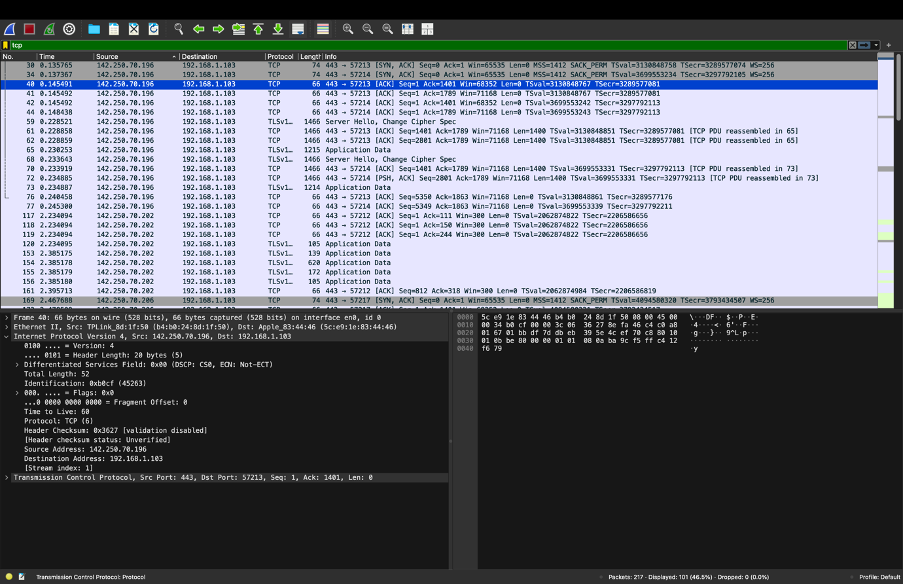 tcp
No. Time Source Destination Protocol Length Info
30 0.135765 142.250.70.196 192.168.1.103 TCP 74 443 → 57213 [SYN, ACK] Seq=0 Ack=1 Win=65535 Len=0 MSS=1412 SACK_PERM TSval=3130848758 TSecr=3289577074 WS=256
34 0.137367 142.250.70.196 192.168.1.103 TCP 74 443 → 57214 [SYN, ACK] Seq=0 Ack=1 Win=65535 Len=0 MSS=1412 SACK_PERM TSval=3699553234 TSecr=3297792105 WS=256
40 0.145491 142.250.70.196 192.168.1.103 TCP 66 443 → 57213 [ACK] Seq=1 Ack=1401 Win=68352 Len=0 TSval=3130848767 TSecr=3289577081
41 0.145492 142.250.70.196 192.168.1.103 TCP 66 443 → 57213 [ACK] Seq=1 Ack=1789 Win=71168 Len=0 TSval=3130848767 TSecr=3289577081
42 0.145492 142.250.70.196 192.168.1.103 TCP 66 443 → 57214 [ACK] Seq=1 Ack=1401 Win=68352 Len=0 TSval=3699553242 TSecr=3297792113
44 0.148438 142.250.70.196 192.168.1.103 TCP 66 443 → 57214 [ACK] Seq=1 Ack=1789 Win=71168 Len=0 TSval=3699553243 TSecr=3297792113
59 0.228521 142.250.70.196 192.168.1.103 TLSv1… 1466 Server Hello, Change Cipher Spec
61 0.228858 142.250.70.196 192.168.1.103 TCP 1466 443 → 57213 [ACK] Seq=1401 Ack=1789 Win=71168 Len=1400 TSval=3130848851 TSecr=3289577081 [TCP PDU reassembled in 65]
62 0.228859 142.250.70.196 192.168.1.103 TCP 1466 443 → 57213 [ACK] Seq=2801 Ack=1789 Win=71168 Len=1400 TSval=3130848851 TSecr=3289577081 [TCP PDU reassembled in 65]
65 0.230253 142.250.70.196 192.168.1.103 TLSv1… 1215 Application Data
68 0.233643 142.250.70.196 192.168.1.103 TLSv1… 1466 Server Hello, Change Cipher Spec
70 0.233919 142.250.70.196 192.168.1.103 TCP 1466 443 → 57214 [ACK] Seq=1401 Ack=1789 Win=71168 Len=1400 TSval=3699553331 TSecr=3297792113 [TCP PDU reassembled in 73]
72 0.234885 142.250.70.196 192.168.1.103 TCP 1466 443 → 57214 [PSH, ACK] Seq=2801 Ack=1789 Win=71168 Len=1400 TSval=3699553331 TSecr=3297792113 [TCP PDU reassembled in 73]
73 0.234887 142.250.70.196 192.168.1.103 TLSv1… 1214 Application Data
76 0.240458 142.250.70.196 192.168.1.103 TCP 66 443 → 57213 [ACK] Seq=5350 Ack=1863 Win=71168 Len=0 TSval=3130848861 TSecr=3289577176
77 0.245300 142.250.70.196 192.168.1.103 TCP 66 443 → 57214 [ACK] Seq=5349 Ack=1863 Win=71168 Len=0 TSval=3699553339 TSecr=3297792211
117 2.234094 142.250.70.202 192.168.1.103 TCP 66 443 → 57212 [ACK] Seq=1 Ack=111 Win=300 Len=0 TSval=2062874822 TSecr=2206586656
118 2.234094 142.250.70.202 192.168.1.103 TCP 66 443 → 57212 [ACK] Seq=1 Ack=150 Win=300 Len=0 TSval=2062874822 TSecr=2206586656
119 2.234094 142.250.70.202 192.168.1.103 TCP 66 443 → 57212 [ACK] Seq=1 Ack=244 Win=300 Len=0 TSval=2062874822 TSecr=2206586656
120 2.234095 142.250.70.202 192.168.1.103 TLSv1… 105 Application Data
153 2.385175 142.250.70.202 192.168.1.103 TLSv1… 139 Application Data
154 2.385178 142.250.70.202 192.168.1.103 TLSv1… 620 Application Data
155 2.385179 142.250.70.202 192.168.1.103 TLSv1… 172 Application Data
156 2.385180 142.250.70.202 192.168.1.103 TLSv1… 105 Application Data
161 2.395713 142.250.70.202 192.168.1.103 TCP 66 443 → 57212 [ACK] Seq=812 Ack=318 Win=300 Len=0 TSval=2062874984 TSecr=2206586819
169 2.467688 142.250.70.206 192.168.1.103 TCP 74 443 → 57217 [SYN, ACK] Seq=0 Ack=1 Win=65535 Len=0 MSS=1412 SACK_PERM TSval=4094580320 TSecr=3793434507 WS=256
Frame 40: 66 bytes on wire (528 bits), 66 bytes captured (528 bits) on interface en0, id 0
Ethernet II, Src: TPLink_8d:1f:50 (b4:b0:24:8d:1f:50), Dst: Apple_83:44:46 (5c:e9:1e:83:44:46)
Internet Protocol Version 4, Src: 142.250.70.196, Dst: 192.168.1.103
0100 .... = Version: 4
.... 0101 = Header Length: 20 bytes (5)
Differentiated Services Field: 0x00 (DSCP: CS0, ECN: Not-ECT)
Total Length: 52
Identification: 0xb0cf (45263)
000. .... = Flags: 0x0
...0 0000 0000 0000 = Fragment Offset: 0
Time to Live: 60
Protocol: TCP (6)
Header Checksum: 0x3627 [validation disabled]
[Header checksum status: Unverified]
Source Address: 142.250.70.196
Destination Address: 192.168.1.103
[Stream index: 1]
Transmission Control Protocol, Src Port: 443, Dst Port: 57213, Seq: 1, Ack: 1401, Len: 0
0000 5c e9 1e 83 44 46 b4 b0 24 8d 1f 50 08 00 45 00 \···DF·· $··P··E·
0010 00 34 b0 cf 00 00 3c 06 36 27 8e fa 46 c4 c0 a8 ·4····<· 6'··F···
0020 01 67 01 bb df 7d db eb 39 5e 4c ef 70 c8 80 10 ·g···}·· 9^L·p···
0030 01 0b be 80 00 00 01 01 08 0a ba 9c f5 ff c4 12 ········ ········
0040 f6 79 ·y
Transmission Control Protocol: Protocol
Packets: 217 · Displayed: 101 (46.5%) · Dropped: 0 (0.0%)
Profile: Default